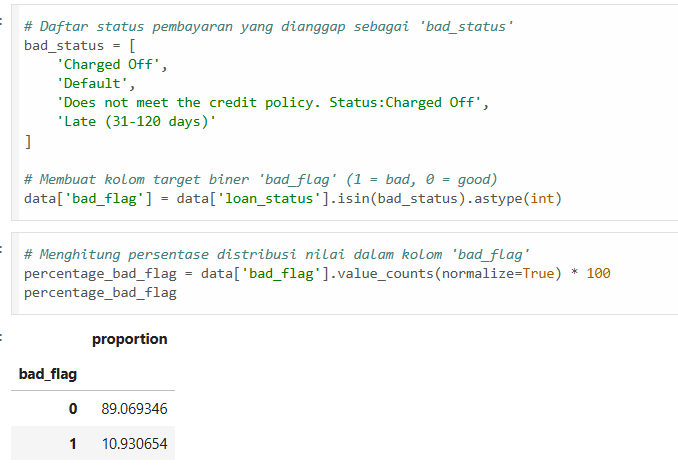 # Daftar status pembayaran yang dianggap sebagai 'bad_status'
bad_status = [
    'Charged Off',
    'Default',
    'Does not meet the credit policy. Status:Charged Off',
    'Late (31-120 days)'
]
# Membuat kolom target biner 'bad_flag' (1 = bad, 0 = good)
data['bad_flag'] = data['loan_status'].isin(bad_status).astype(int)
# Menghitung persentase distribusi nilai dalam kolom 'bad_flag'
percentage_bad_flag = data['bad_flag'].value_counts(normalize=True) * 100
percentage_bad_flag
proportion
bad_flag
0 89.069346
1 10.930654